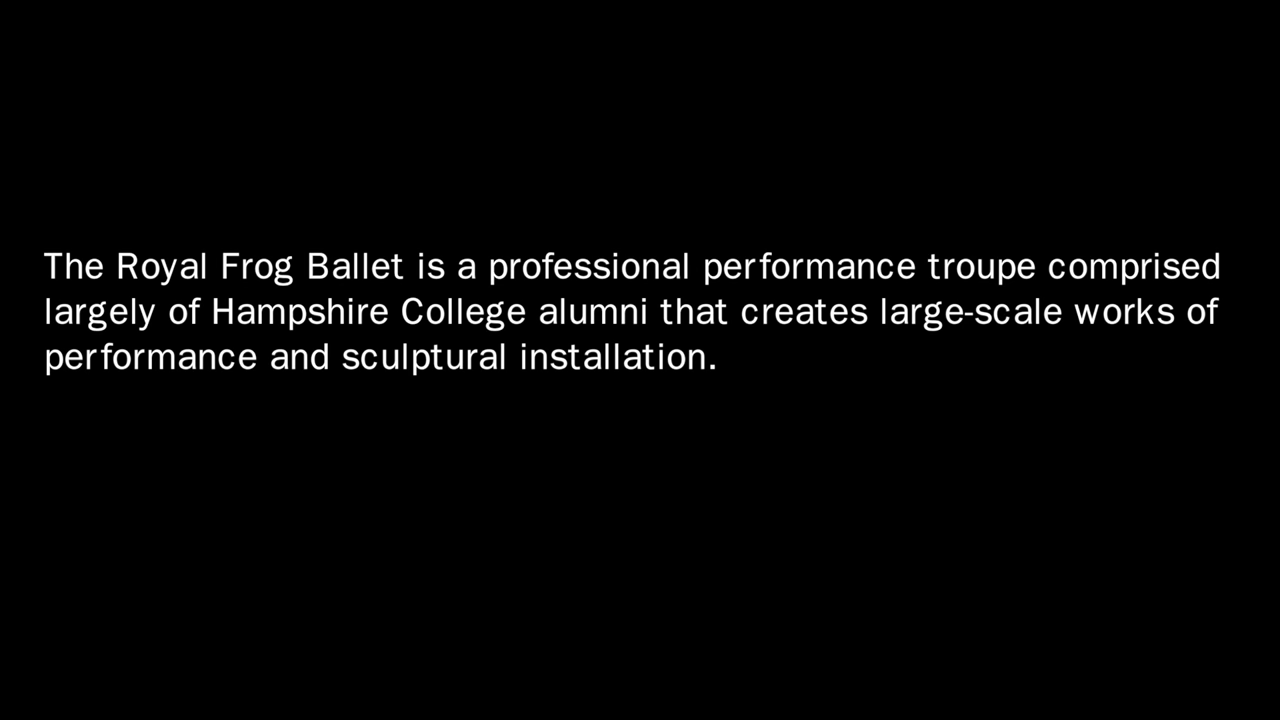 The Royal Frog Ballet is a professional performance troupe comprised
largely of Hampshire College alumni that creates large-scale works of
performance and sculptural installation.